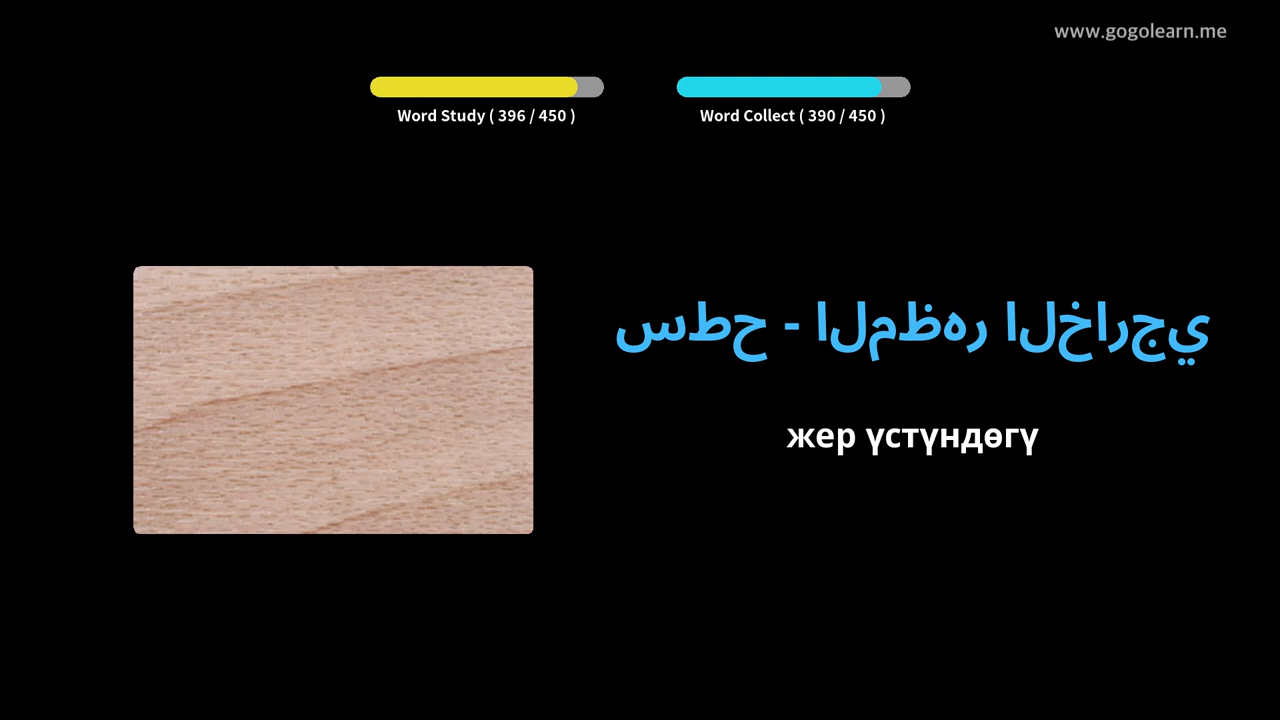 www.gogolearn.me
Word Study ( 396 / 450 )
Word Collect ( 390 / 450 )
سطح - المظهر الخارجي
жер үстүндөгү